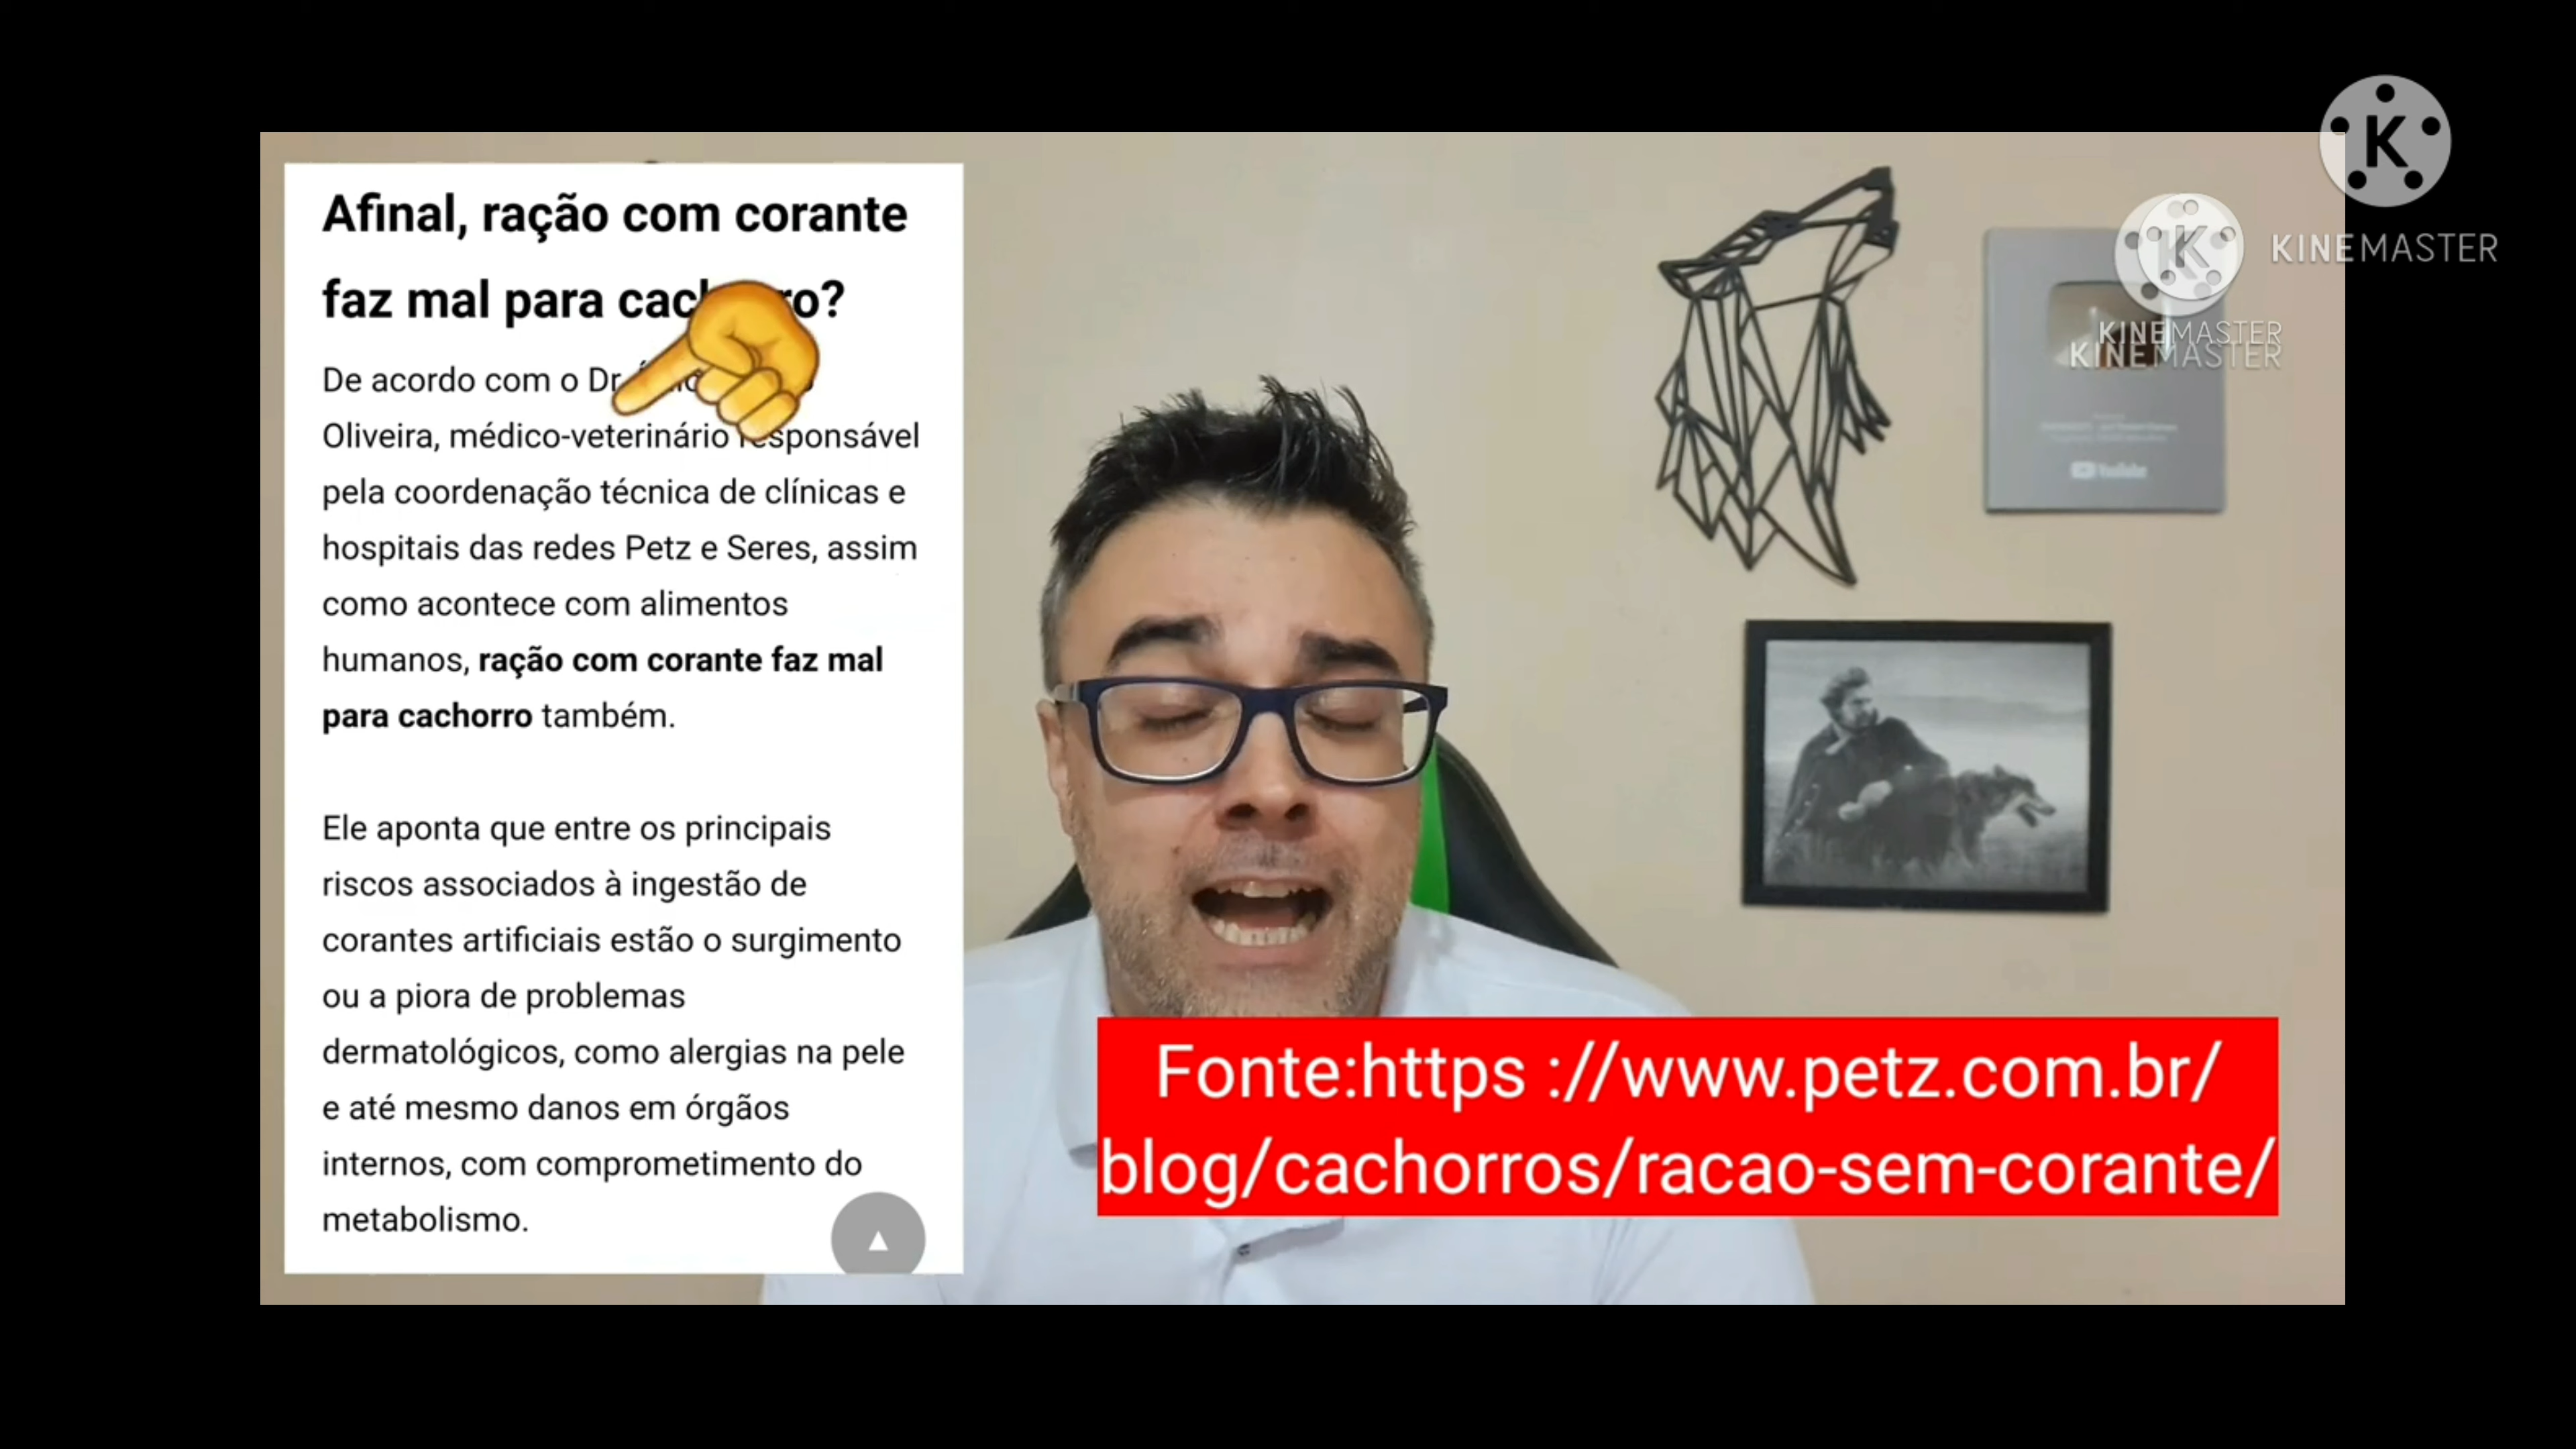 Afinal, ração com corante
faz mal para
De acordo com o Dr.
Oliveira, médico-veterinário responsável
pela coordenação técnica de clínicas e
hospitais das redes Petz e Seres, assim
como acontece com alimentos
humanos, ração com corante faz mal
para cachorro também.
Ele aponta que entre os principais
riscos associados à ingestão de
corantes artificiais estão o surgimento
ou a piora de problemas
dermatológicos, como alergias na pele
e até mesmo danos em órgãos
internos, com comprometimento do
metabolismo.
K
KINEMASTER
K
KINEMASTER
KINEMASTER
YouTube
Fonte:https ://www.petz.com.br/
blog/cachorros/racao-sem-corante/